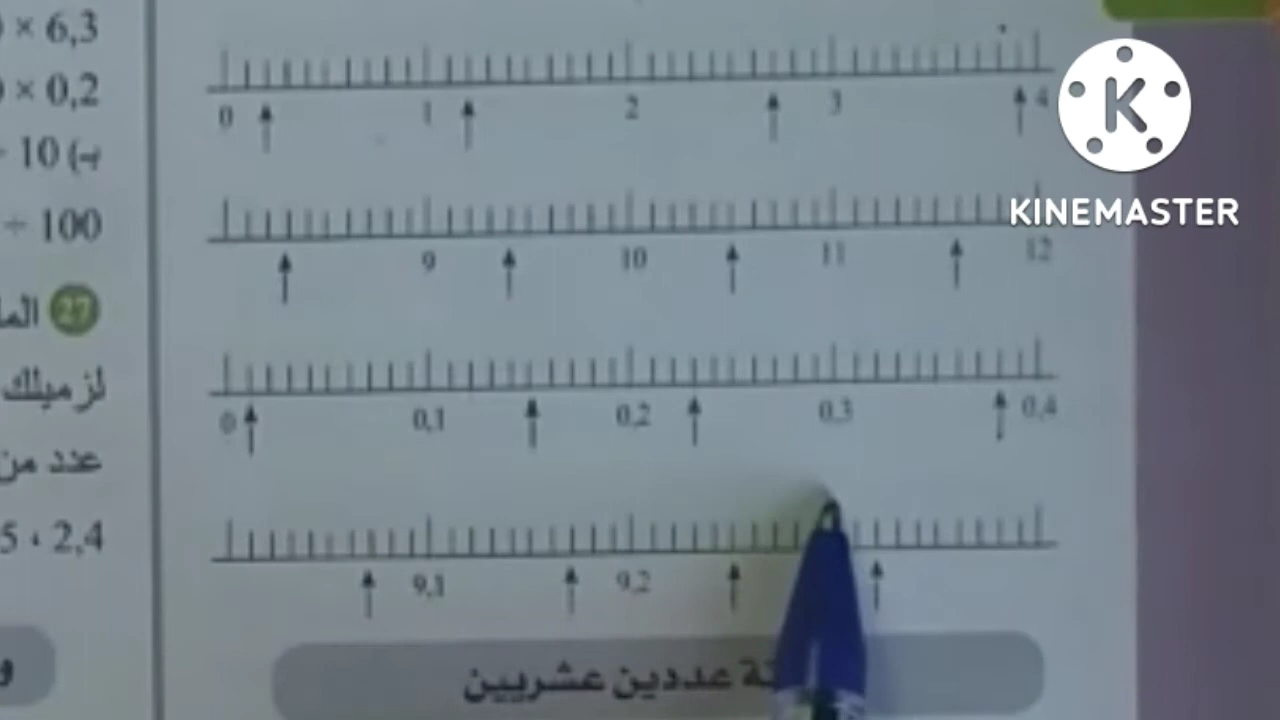 × 6,3
× 0,2
10 (ب
÷ 100
27
لزميلك
عدد من
2,4 ،5
0 1 2 3 4
9 10 11 12
0 0,1 0,2 0,3 0,4
9,1 9,2
عددين عشريين
K
KINEMASTER